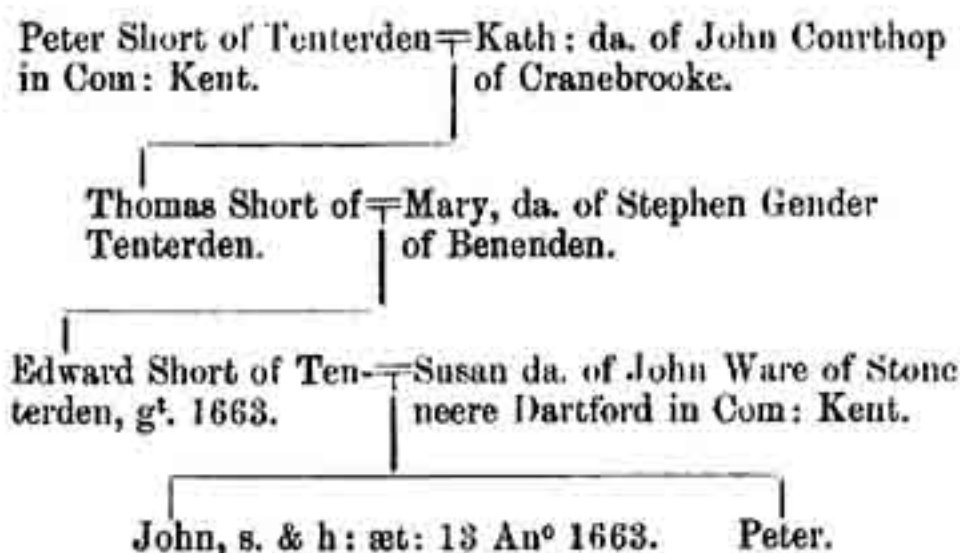 Peter Short of Tenterden Kath: da. of John Courthop
in Com: Kent. of Cranebrooke.
Thomas Short of Mary, da. of Stephen Gender
Tenterden. of Benenden.
Edward Short of Ten- Susan da. of John Ware of Stone
terden, gᵗ. 1663. neere Dartford in Com: Kent.
John, s. & h: æt: 13 Anº 1663. Peter.